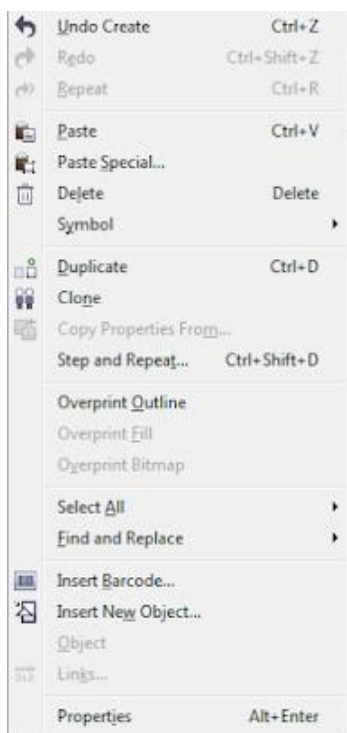 Undo Create Ctrl+Z
Redo Ctrl+Shift+Z
Repeat Ctrl+R
Paste Ctrl+V
Paste Special...
Delete Delete
Symbol
Duplicate Ctrl+D
Clone
Copy Properties From...
Step and Repeat... Ctrl+Shift+D
Overprint Outline
Overprint Fill
Overprint Bitmap
Select All
Find and Replace
Insert Barcode...
Insert New Object...
Object
Links...
Properties Alt+Enter